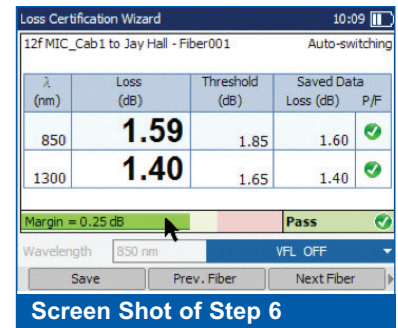 Loss Certification Wizard 10:09
12f MIC_Cab1 to Jay Hall - Fiber001 Auto-switching
λ Loss Threshold Saved Data
(nm) (dB) (dB) Loss (dB) P/F
850 1.59 1.85 1.60
1300 1.40 1.65 1.40
Margin = 0.25 dB Pass
Wavelength 850 nm VFL OFF
Save Prev. Fiber Next Fiber
Screen Shot of Step 6